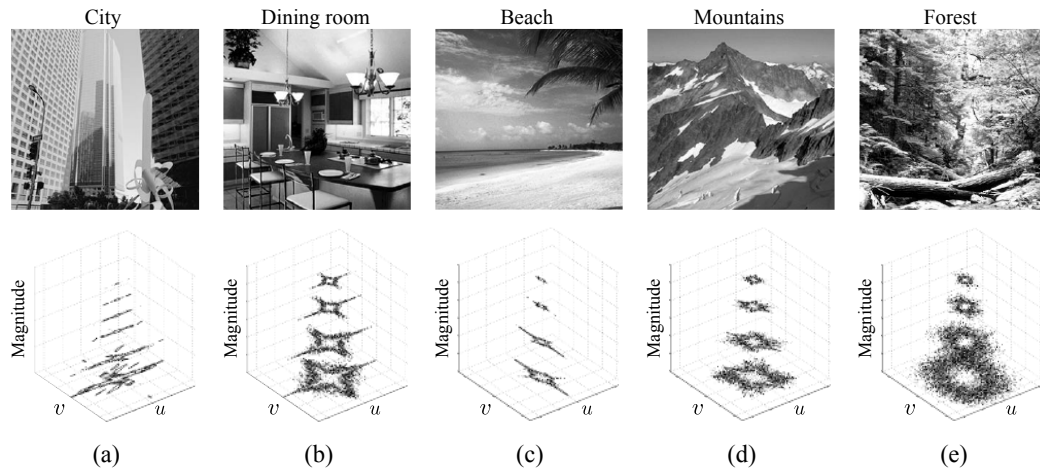 City Dining room Beach Mountains Forest
Magnitude Magnitude Magnitude Magnitude Magnitude
v u v u v u v u v u
(a) (b) (c) (d) (e)